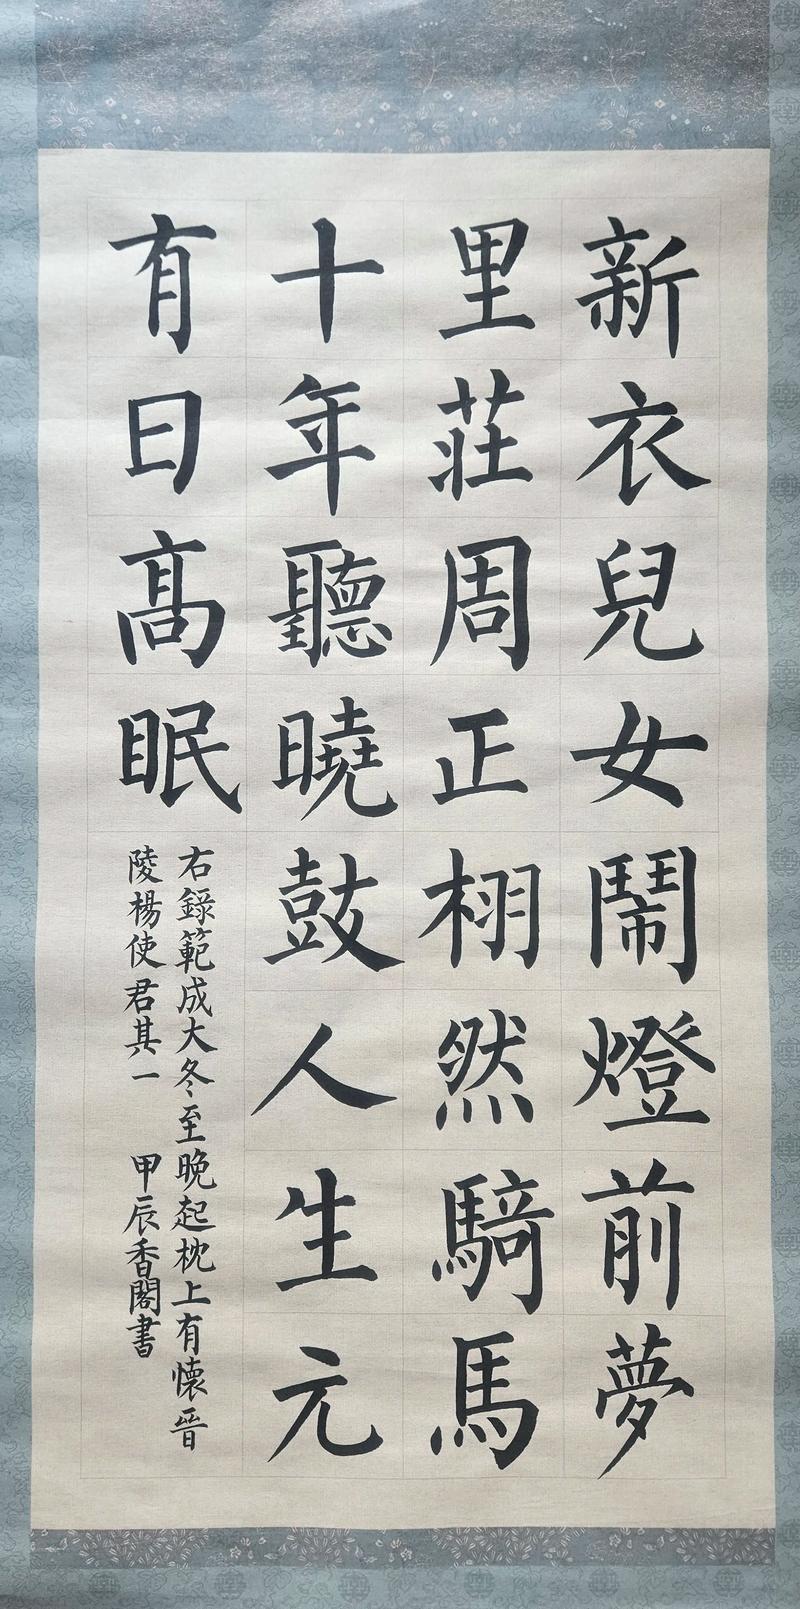 新衣兒女鬧燈前夢
里莊周正栩然騎馬
十年聽曉鼓人生元
有日高眠
右錄範成大冬至晚起枕上有懷晉
陵楊使君其一 甲辰香閣書